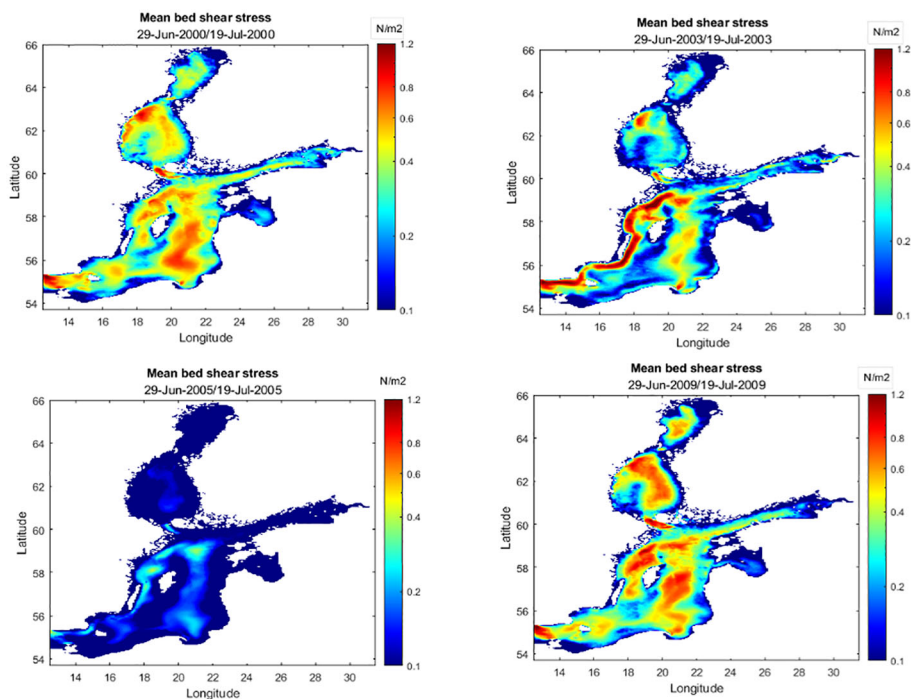 Mean bed shear stress
29-Jun-2000/19-Jul-2000
N/m2
66
64
62
60
58
56
54
Latitude
14 16 18 20 22 24 26 28 30
Longitude
1.2
0.8
0.6
0.4
0.2
0.1
Mean bed shear stress
29-Jun-2003/19-Jul-2003
N/m2
66
64
62
60
58
56
54
Latitude
14 16 18 20 22 24 26 28 30
Longitude
1.2
0.8
0.6
0.4
0.2
0.1
Mean bed shear stress
29-Jun-2005/19-Jul-2005
N/m2
66
64
62
60
58
56
54
Latitude
14 16 18 20 22 24 26 28 30
Longitude
1.2
0.8
0.6
0.4
0.2
0.1
Mean bed shear stress
29-Jun-2009/19-Jul-2009
N/m2
66
64
62
60
58
56
54
Latitude
14 16 18 20 22 24 26 28 30
Longitude
1.2
0.8
0.6
0.4
0.2
0.1